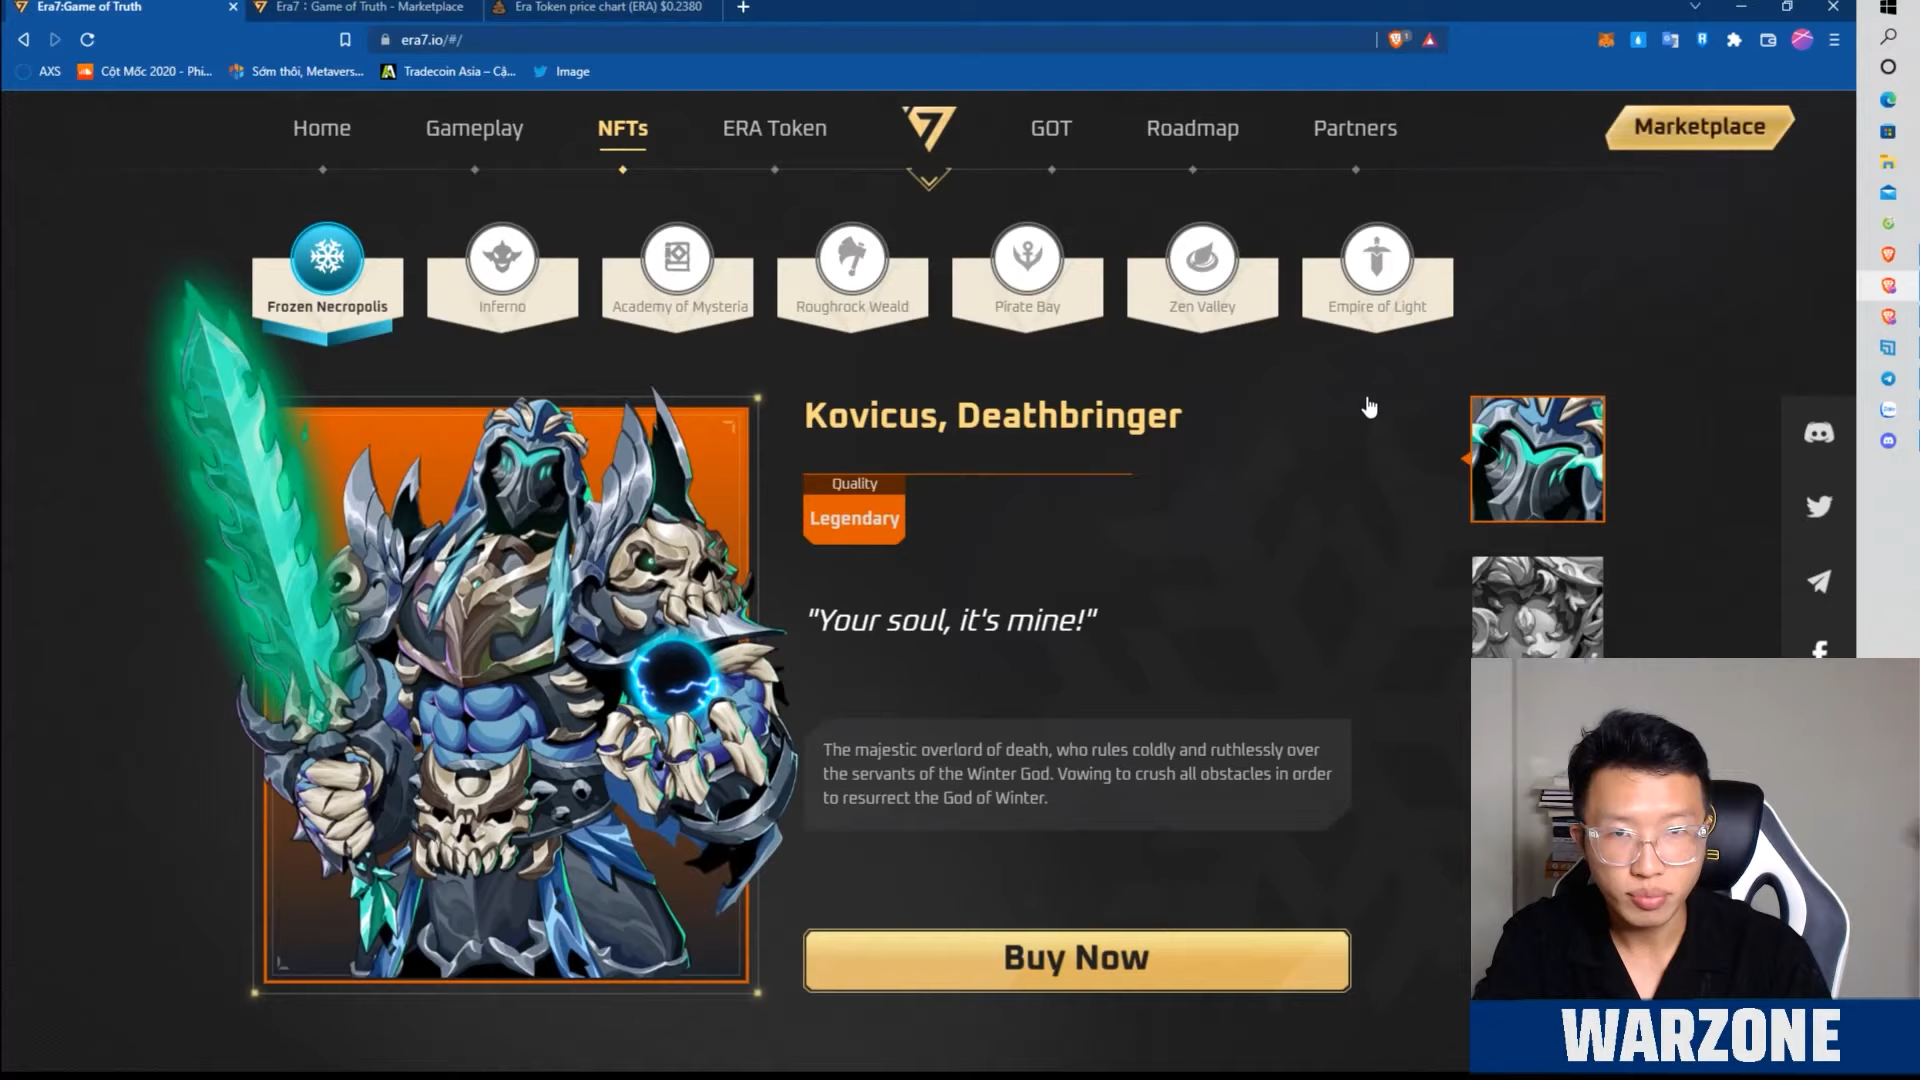 Era7:Game of Truth
Era7 : Game of Truth - Marketplace
Era Token price chart (ERA) $0.2380
era7.io/#/
AXS
Cột Mốc 2020 - Phi...
Sớm thôi, Metavers...
Tradecoin Asia – Cậ...
Image
Home
Gameplay
NFTs
ERA Token
GOT
Roadmap
Partners
Marketplace
Frozen Necropolis
Inferno
Academy of Mysteria
Roughrock Weald
Pirate Bay
Zen Valley
Empire of Light
Kovicus, Deathbringer
Quality
Legendary
"Your soul, it's mine!"
The majestic overlord of death, who rules coldly and ruthlessly over
the servants of the Winter God. Vowing to crush all obstacles in order
to resurrect the God of Winter.
Buy Now
WARZONE